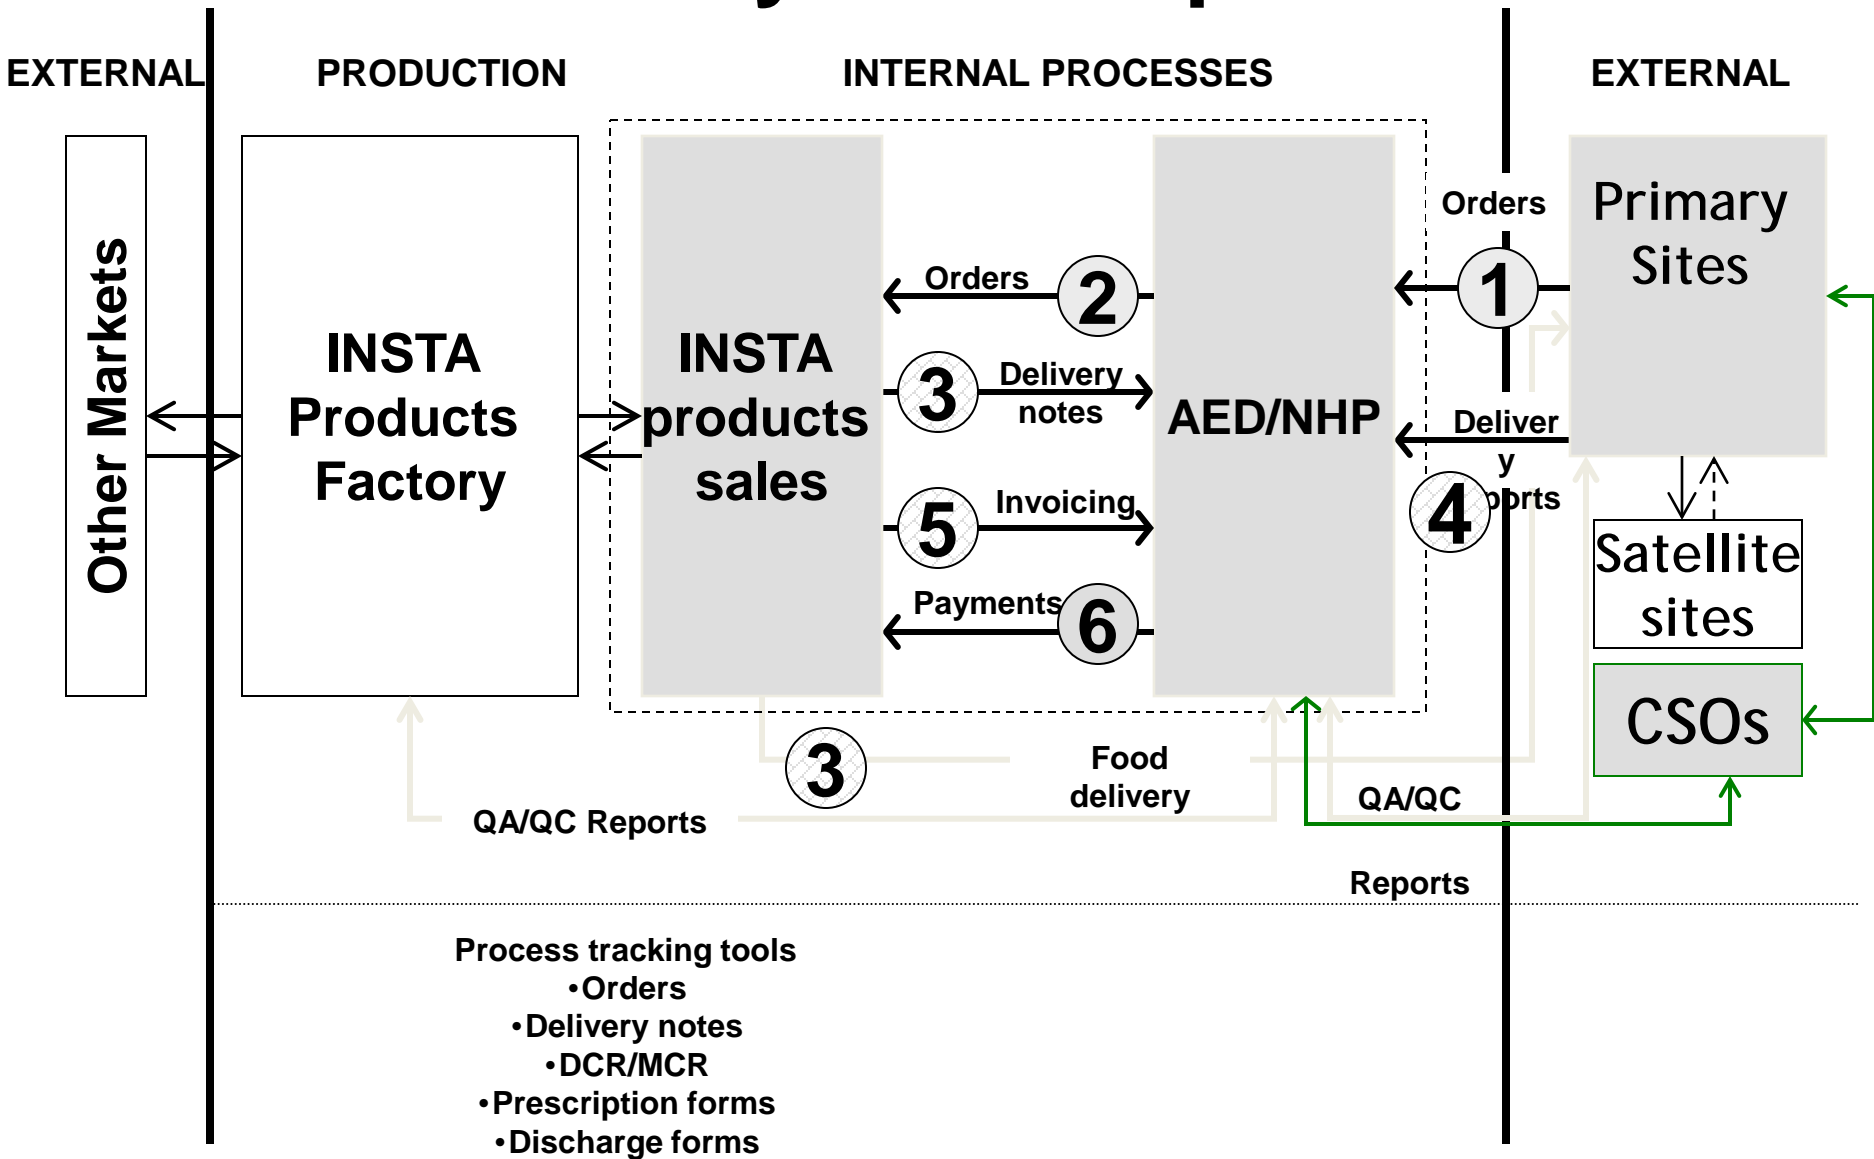 EXTERNAL
PRODUCTION
INTERNAL PROCESSES
EXTERNAL
Other Markets
INSTA
Products
Factory
INSTA
products
sales
AED/NHP
Primary
Sites
Orders
1
Orders
2
3
Delivery
notes
Deliver
y
ports
4
5
Invoicing
Payments
6
Satellite
sites
CSOs
3
Food
delivery
QA/QC Reports
QA/QC
Reports
Process tracking tools
•Orders
•Delivery notes
•DCR/MCR
•Prescription forms
•Discharge forms